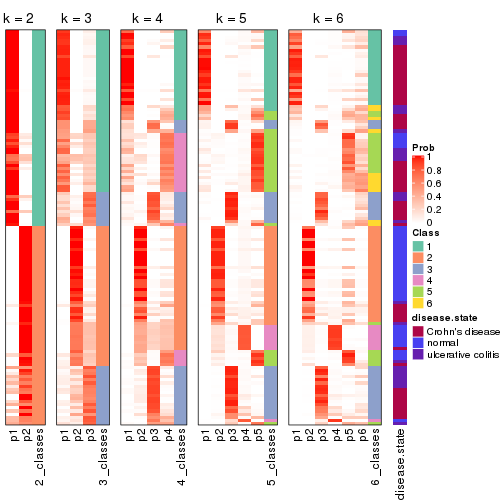 k = 2
k = 3
k = 4
k = 5
k = 6
p1
p2
2_classes
p1
p2
p3
3_classes
p1
p2
p3
p4
4_classes
p1
p2
p3
p4
p5
5_classes
p1
p2
p3
p4
p5
p6
6_classes
disease.state
Prob
1
0.8
0.6
0.4
0.2
0
Class
1
2
3
4
5
6
disease.state
Crohn's disease
normal
ulcerative colitis